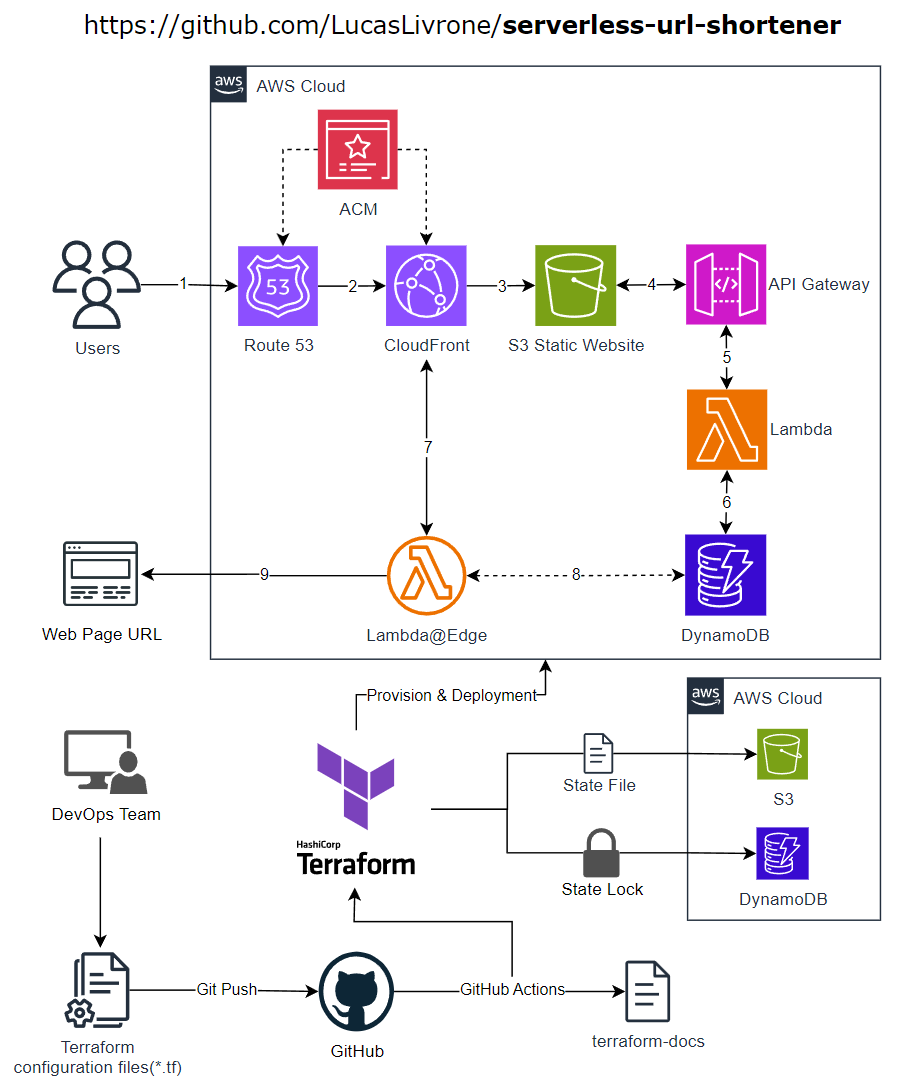 https://github.com/LucasLivrone/serverless-url-shortener
aws
AWS Cloud
ACM
1
53
2
3
4
API Gateway
Users
Route 53
CloudFront
S3 Static Website
5
Lambda
7
6
9
8
Web Page URL
Lambda@Edge
DynamoDB
Provision & Deployment
aws
AWS Cloud
State File
S3
DevOps Team
HashiCorp
Terraform
State Lock
DynamoDB
Git Push
GitHub Actions
Terraform
configuration files(*.tf)
GitHub
terraform-docs